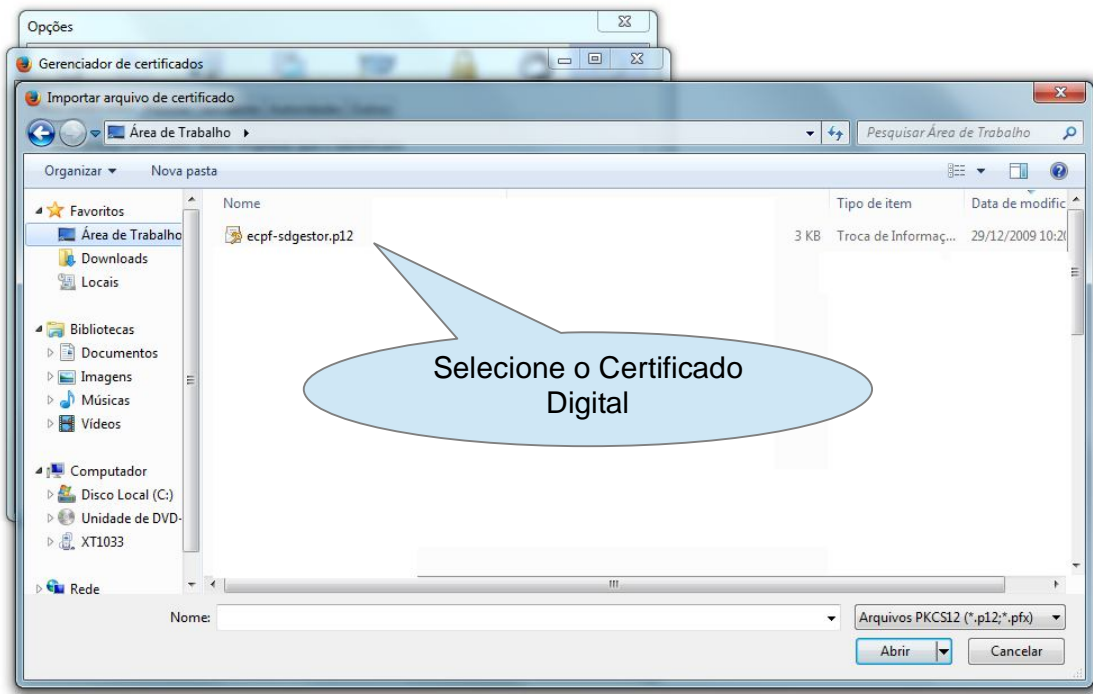 Opções
Gerenciador de certificados
Importar arquivo de certificado
Área de Trabalho
Pesquisar Área de Trabalho
Organizar
Nova pasta
Nome
Tipo de item
Data de modific
Favoritos
Área de Trabalho
Downloads
Locais
Bibliotecas
Documentos
Imagens
Músicas
Vídeos
Computador
Disco Local (C:)
Unidade de DVD-
XT1033
Rede
ecpf-sdgestor.p12
3 KB
Troca de Informaç...
29/12/2009 10:20
Selecione o Certificado
Digital
Nome:
Arquivos PKCS12 (*.p12;*.pfx)
Abrir
Cancelar